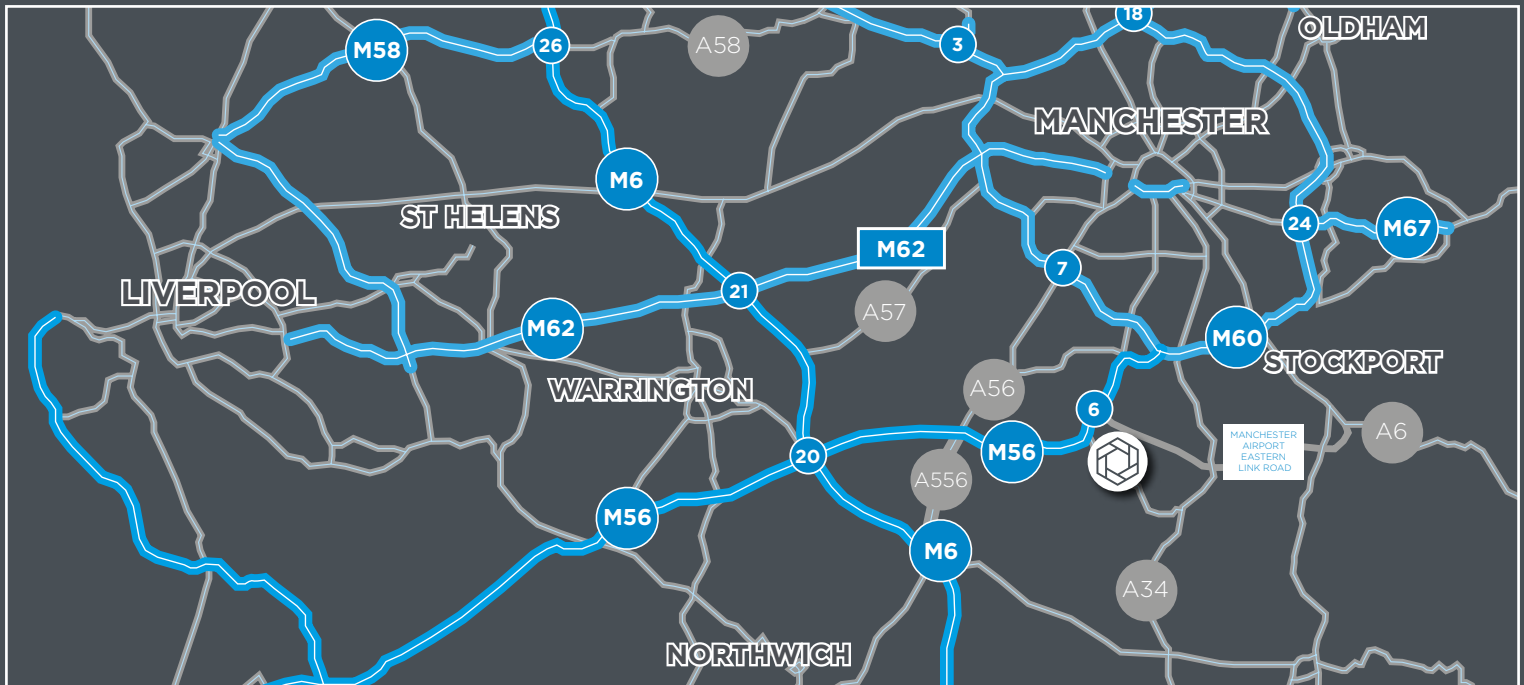 18
OLDHAM
M58
26
A58
3
MANCHESTER
M6
ST HELENS
24
M67
M62
7
LIVERPOOL
21
A57
M62
M60
STOCKPORT
WARRINGTON
A56
6
A6
MANCHESTER
AIRPORT
EASTERN
LINK ROAD
M56
20
A556
M56
M6
A34
NORTHWICH